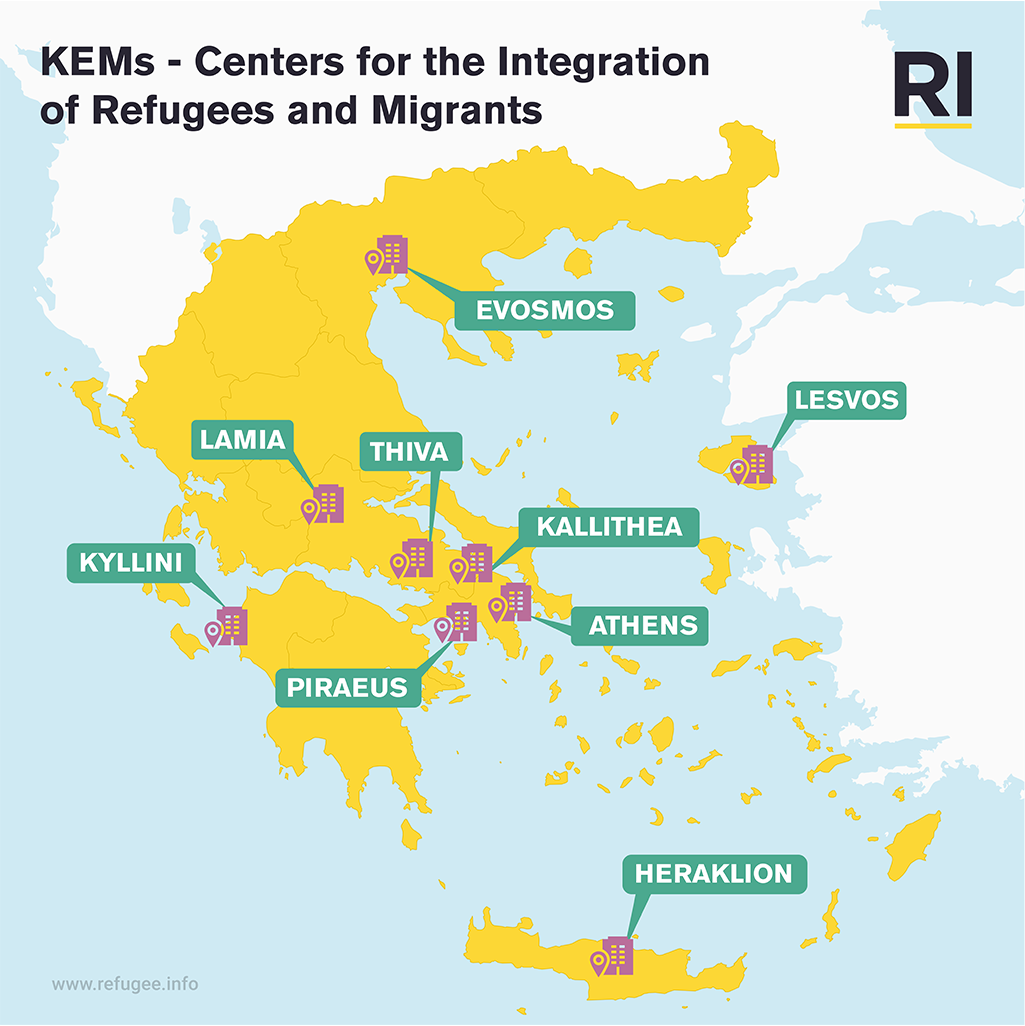 KEMs - Centers for the Integration
of Refugees and Migrants
RI
EVOSMOS
LESVOS
LAMIA
THIVA
KALLITHEA
KYLLINI
ATHENS
PIRAEUS
HERAKLION
www.refugee.info